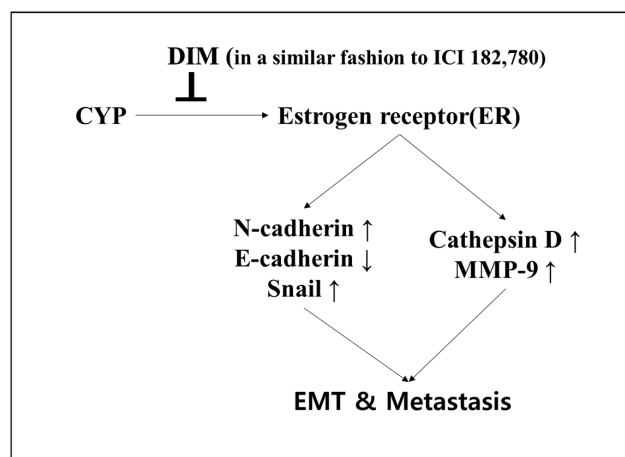 DIM (in a similar fashion to ICI 182,780)
CYP
Estrogen receptor(ER)
N-cadherin ↑
E-cadherin ↓
Snail ↑
Cathepsin D ↑
MMP-9 ↑
EMT & Metastasis